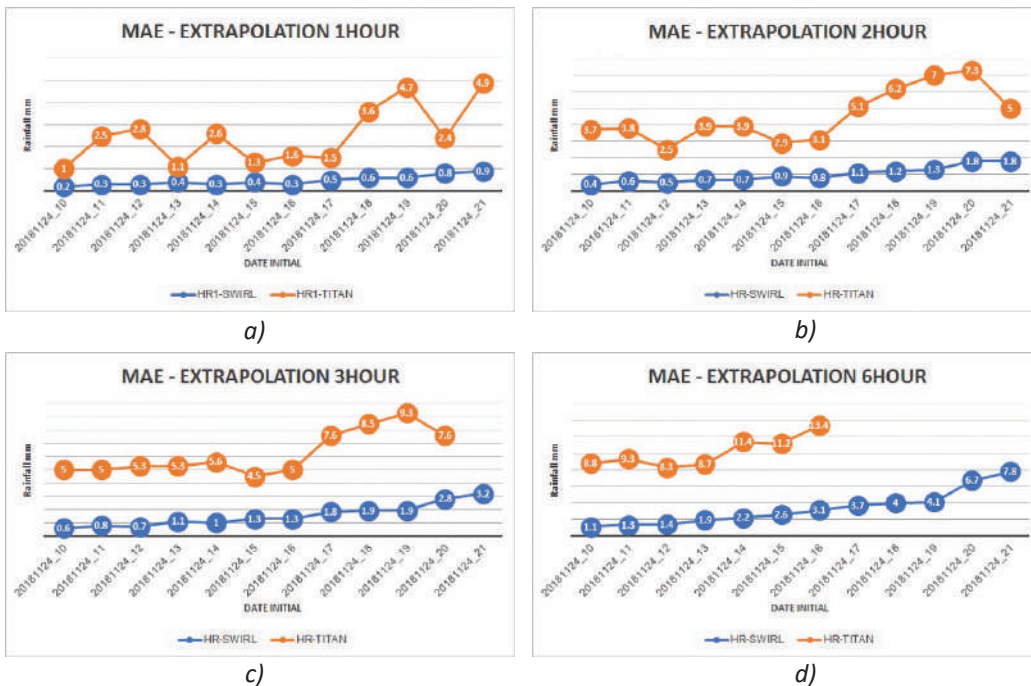 MAE - EXTRAPOLATION 1HOUR
Rainfall mm
1 2.5 2.8 1.1 2.6 1.3 1.6 1.5 3.6 4.7 2.4 4.9
0.2 0.3 0.3 0.4 0.3 0.4 0.3 0.5 0.6 0.6 0.8 0.9
20181124_10 20181124_11 20181124_12 20181124_13 20181124_14 20181124_15 20181124_16 20181124_17 20181124_18 20181124_19 20181124_20 20181124_21
DATE INITIAL
HR1-SWIRL HR1-TITAN
a)
MAE - EXTRAPOLATION 2HOUR
Rainfall mm
3.7 3.8 2.5 3.9 3.9 2.9 3.1 5.1 6.2 7 7.3 5
0.4 0.6 0.5 0.7 0.7 0.9 0.8 1.1 1.2 1.3 1.8 1.8
20181124_10 20181124_11 20181124_12 20181124_13 20181124_14 20181124_15 20181124_16 20181124_17 20181124_18 20181124_19 20181124_20 20181124_21
DATE INITIAL
HR-SWIRL HR-TITAN
b)
MAE - EXTRAPOLATION 3HOUR
Rainfall mm
5 5 5.3 5.3 5.6 4.5 5 7.6 8.5 9.3 7.6
0.6 0.8 0.7 1.1 1 1.3 1.3 1.8 1.9 1.9 2.8 3.2
20181124_10 20181124_11 20181124_12 20181124_13 20181124_14 20181124_15 20181124_16 20181124_17 20181124_18 20181124_19 20181124_20 20181124_21
DATE INITIAL
HR-SWIRL HR-TITAN
c)
MAE - EXTRAPOLATION 6HOUR
Rainfall mm
8.8 9.3 8.3 8.7 11.4 11.2 13.4
1.1 1.3 1.4 1.9 2.2 2.6 3.1 3.7 4 4.1 6.7 7.8
20181124_10 20181124_11 20181124_12 20181124_13 20181124_14 20181124_15 20181124_16 20181124_17 20181124_18 20181124_19 20181124_20 20181124_21
DATE INITIAL
HR-SWIRL HR-TITAN
d)